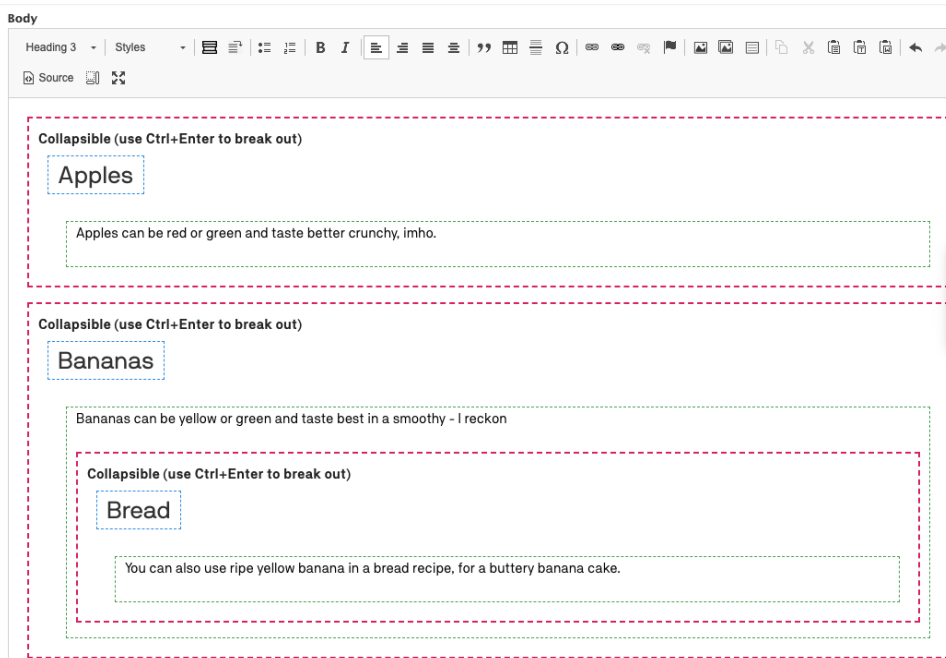 Body
Heading 3 Styles B I Ω
Source
Collapsible (use Ctrl+Enter to break out)
Apples
Apples can be red or green and taste better crunchy, imho.
Collapsible (use Ctrl+Enter to break out)
Bananas
Bananas can be yellow or green and taste best in a smoothy - I reckon
Collapsible (use Ctrl+Enter to break out)
Bread
You can also use ripe yellow banana in a bread recipe, for a buttery banana cake.